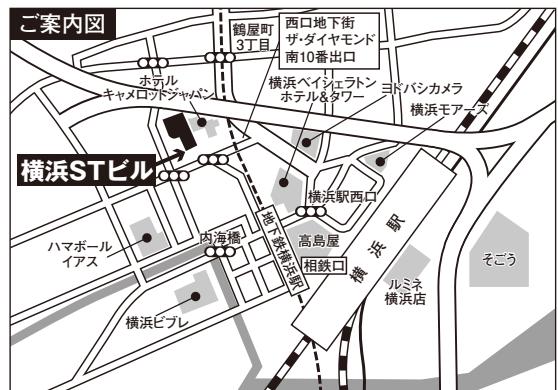 ご案内図
鶴屋町
3丁目
西口地下街
ザ・ダイヤモンド
南10番出口
ホテル
キャメロットジャパン
横浜ベイシェラトン
ホテル&タワー
ヨドバシカメラ
横浜モアーズ
横浜STビル
横浜駅西口
ハマボール
イアス
内海橋
地下鉄横浜駅
高島屋
相鉄口
横浜駅
ルミネ
横浜店
そごう
横浜ビブレ